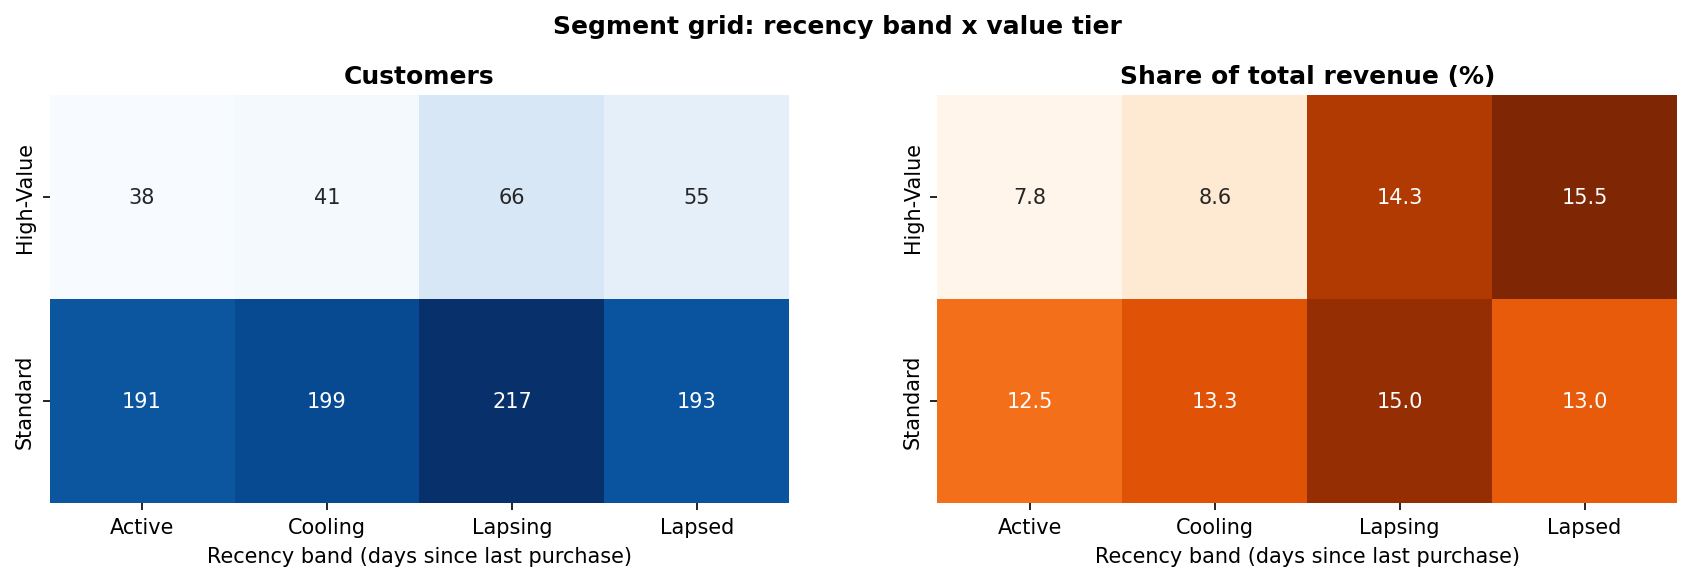 Segment grid: recency band x value tier
Customers
High-Value
38 41 66 55
Standard
191 199 217 193
Active Cooling Lapsing Lapsed
Recency band (days since last purchase)
Share of total revenue (%)
High-Value
7.8 8.6 14.3 15.5
Standard
12.5 13.3 15.0 13.0
Active Cooling Lapsing Lapsed
Recency band (days since last purchase)